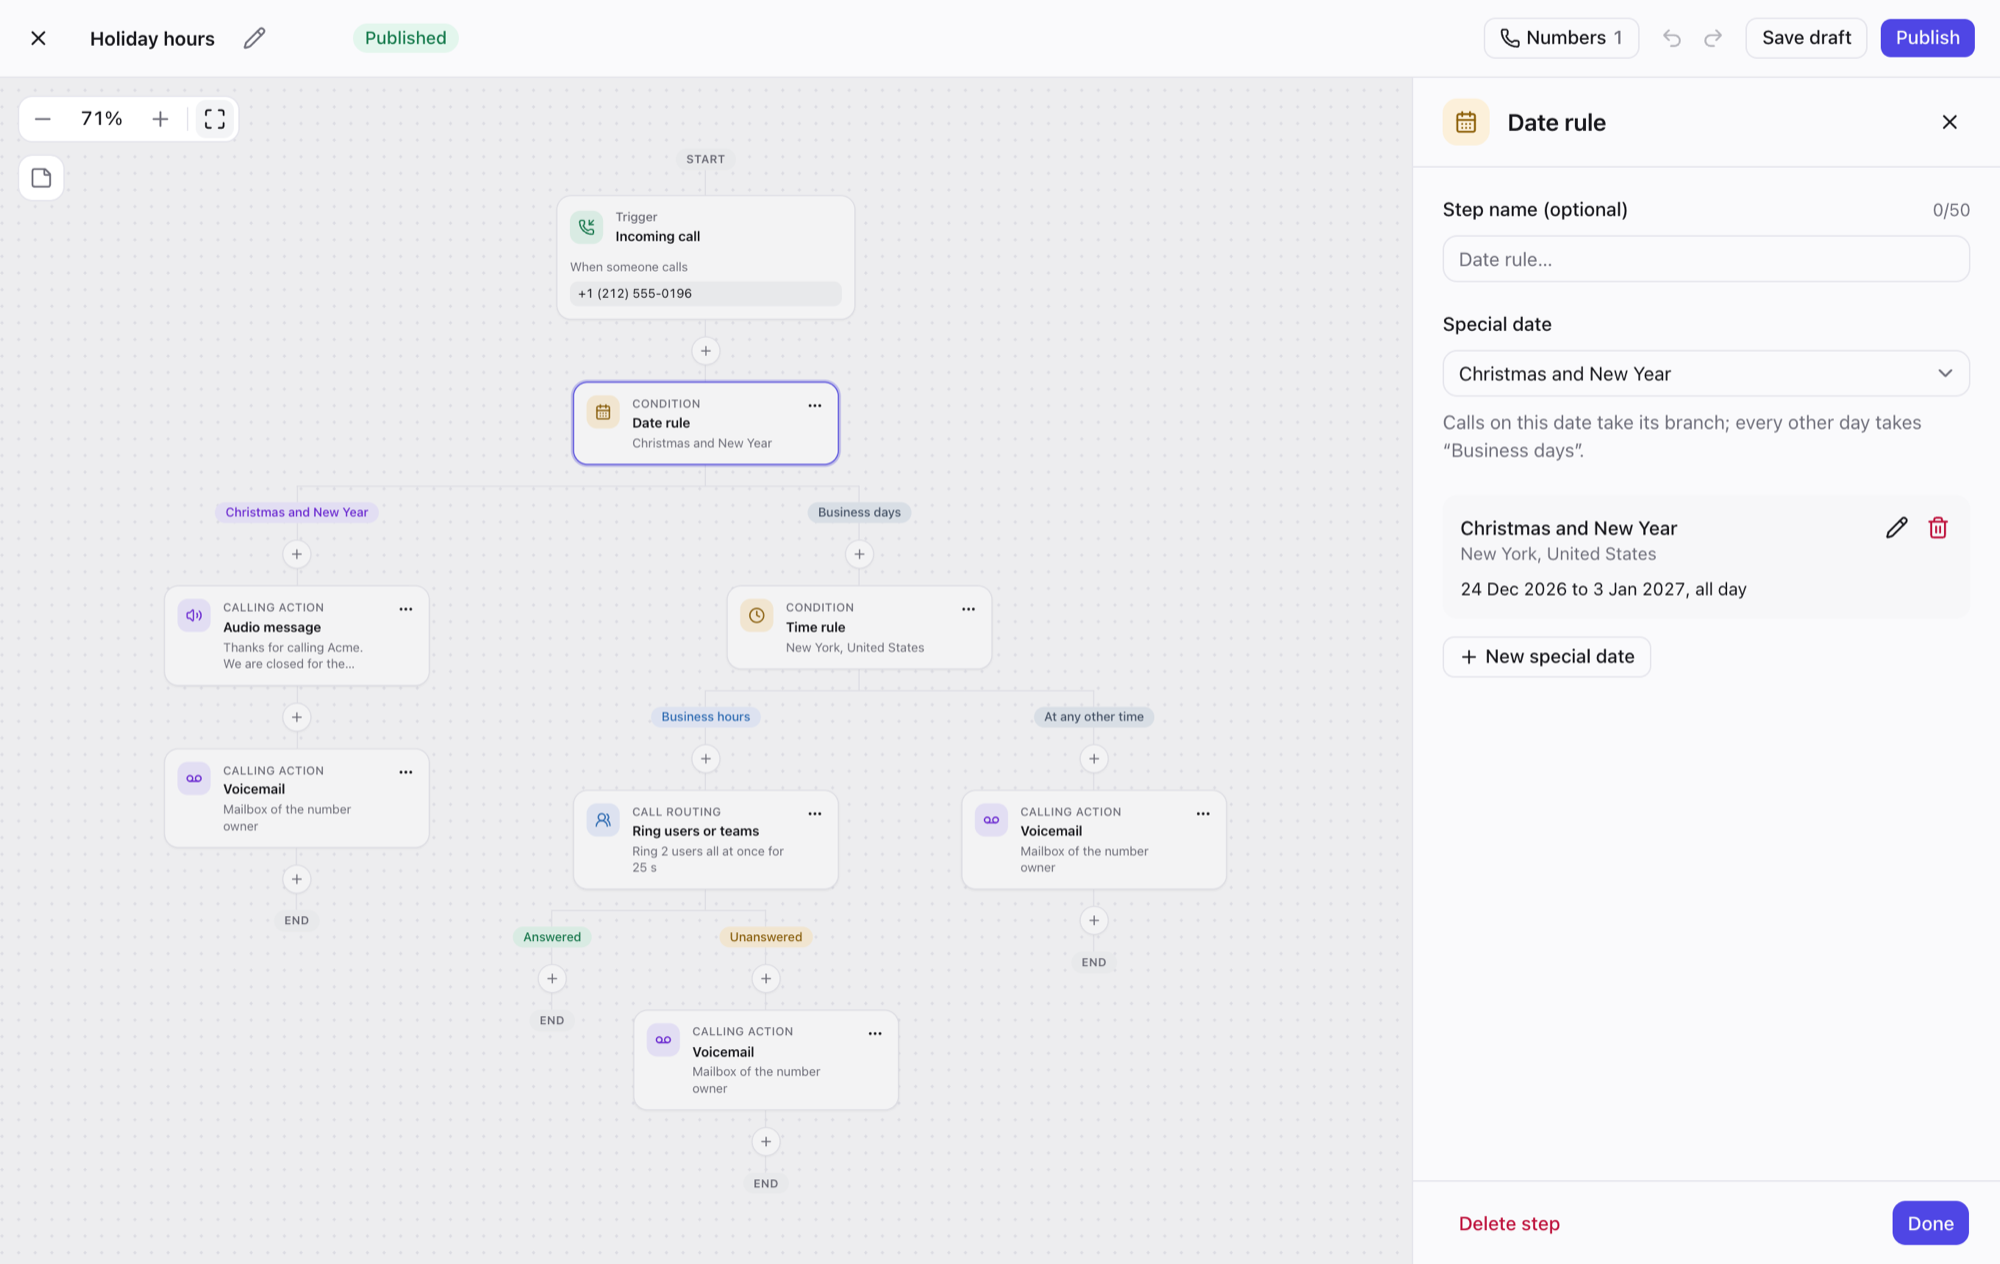 Holiday hours
Published
Numbers 1
Save draft
Publish
71%
START
Trigger
Incoming call
When someone calls
+1 (212) 555-0196
CONDITION
Date rule
Christmas and New Year
Christmas and New Year
Business days
CALLING ACTION
Audio message
Thanks for calling Acme.
We are closed for the...
CONDITION
Time rule
New York, United States
Business hours
At any other time
CALLING ACTION
Voicemail
Mailbox of the number
owner
END
CALL ROUTING
Ring users or teams
Ring 2 users all at once for
25 s
CALLING ACTION
Voicemail
Mailbox of the number
owner
END
Answered
Unanswered
END
CALLING ACTION
Voicemail
Mailbox of the number
owner
END
Date rule
Step name (optional)
0/50
Date rule...
Special date
Christmas and New Year
Calls on this date take its branch; every other day takes
“Business days”.
Christmas and New Year
New York, United States
24 Dec 2026 to 3 Jan 2027, all day
New special date
Delete step
Done